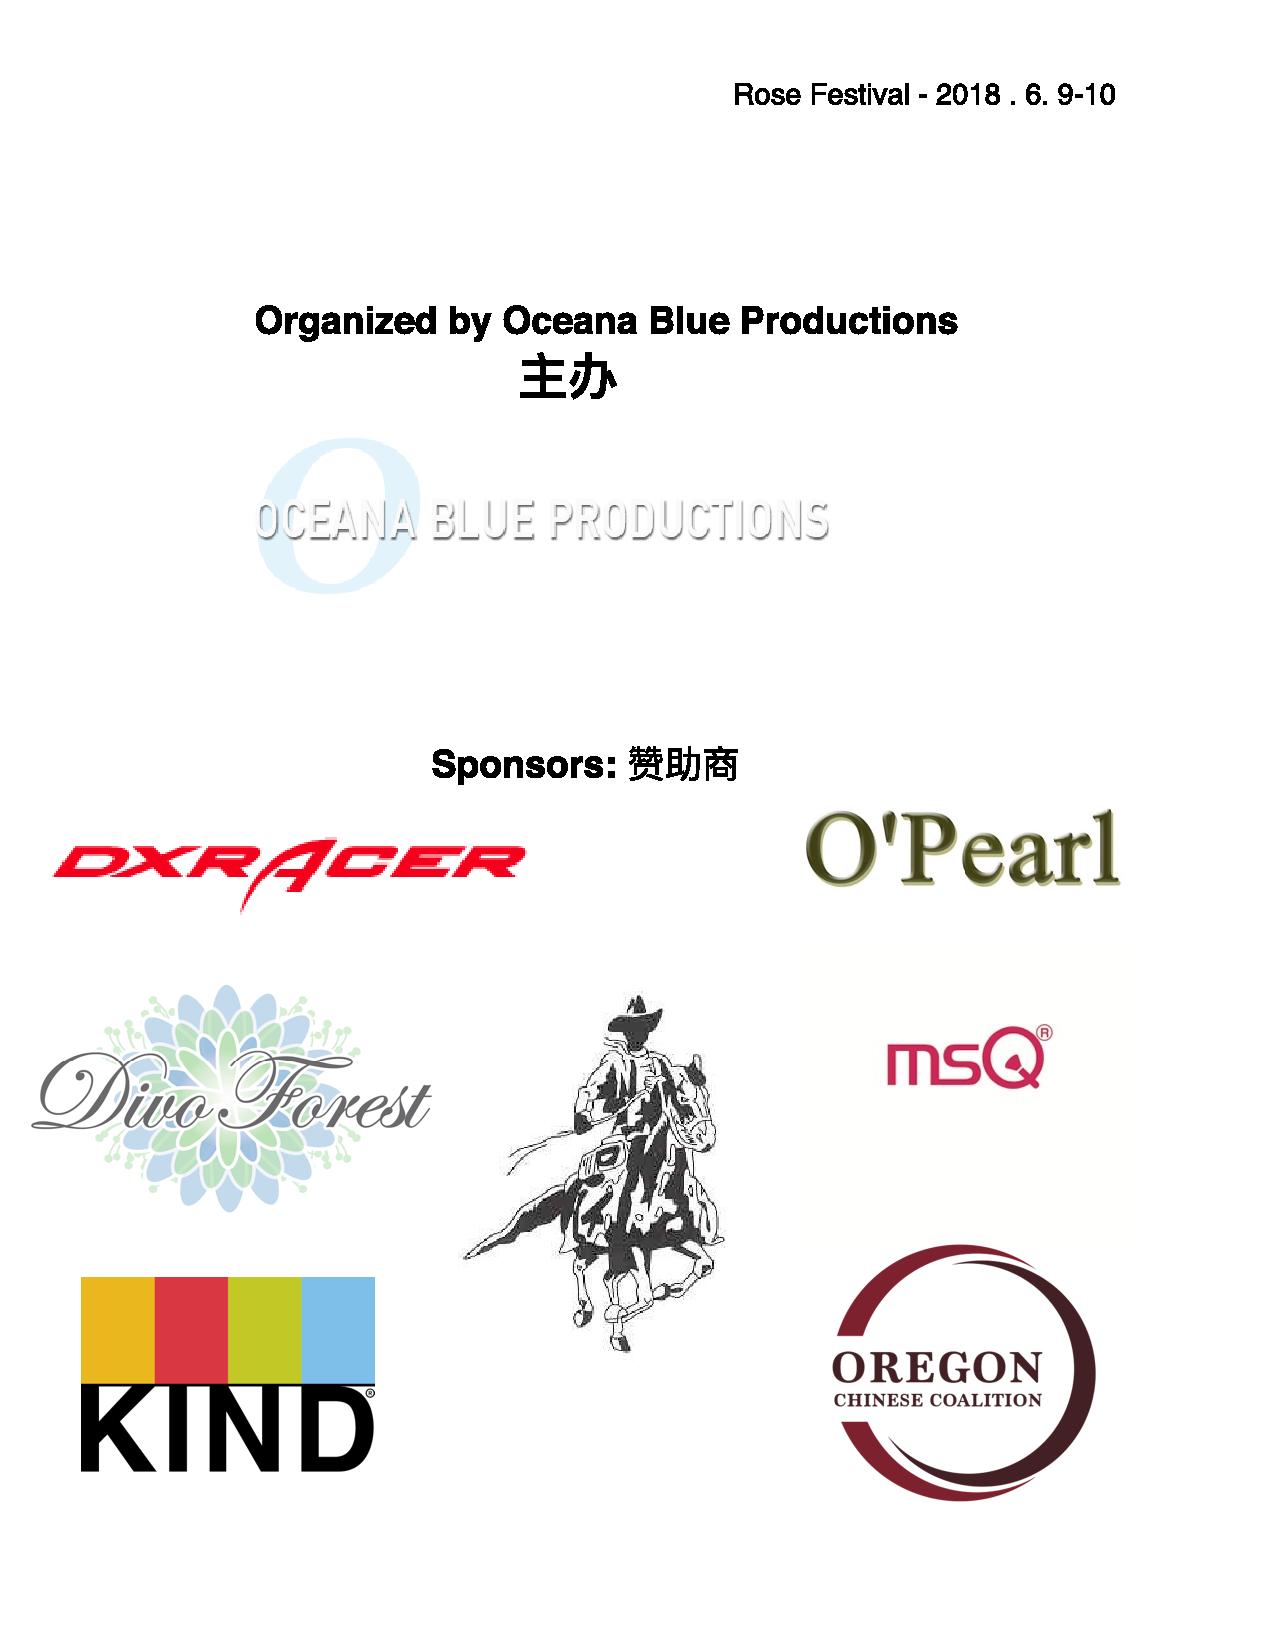 Rose Festival - 2018 . 6. 9-10
Organized by Oceana Blue Productions
主办
O
OCEANA BLUE PRODUCTIONS
Sponsors: 赞助商
DXRACER
O'Pearl
Divo Forest
msQ®
KIND®
OREGON
CHINESE COALITION